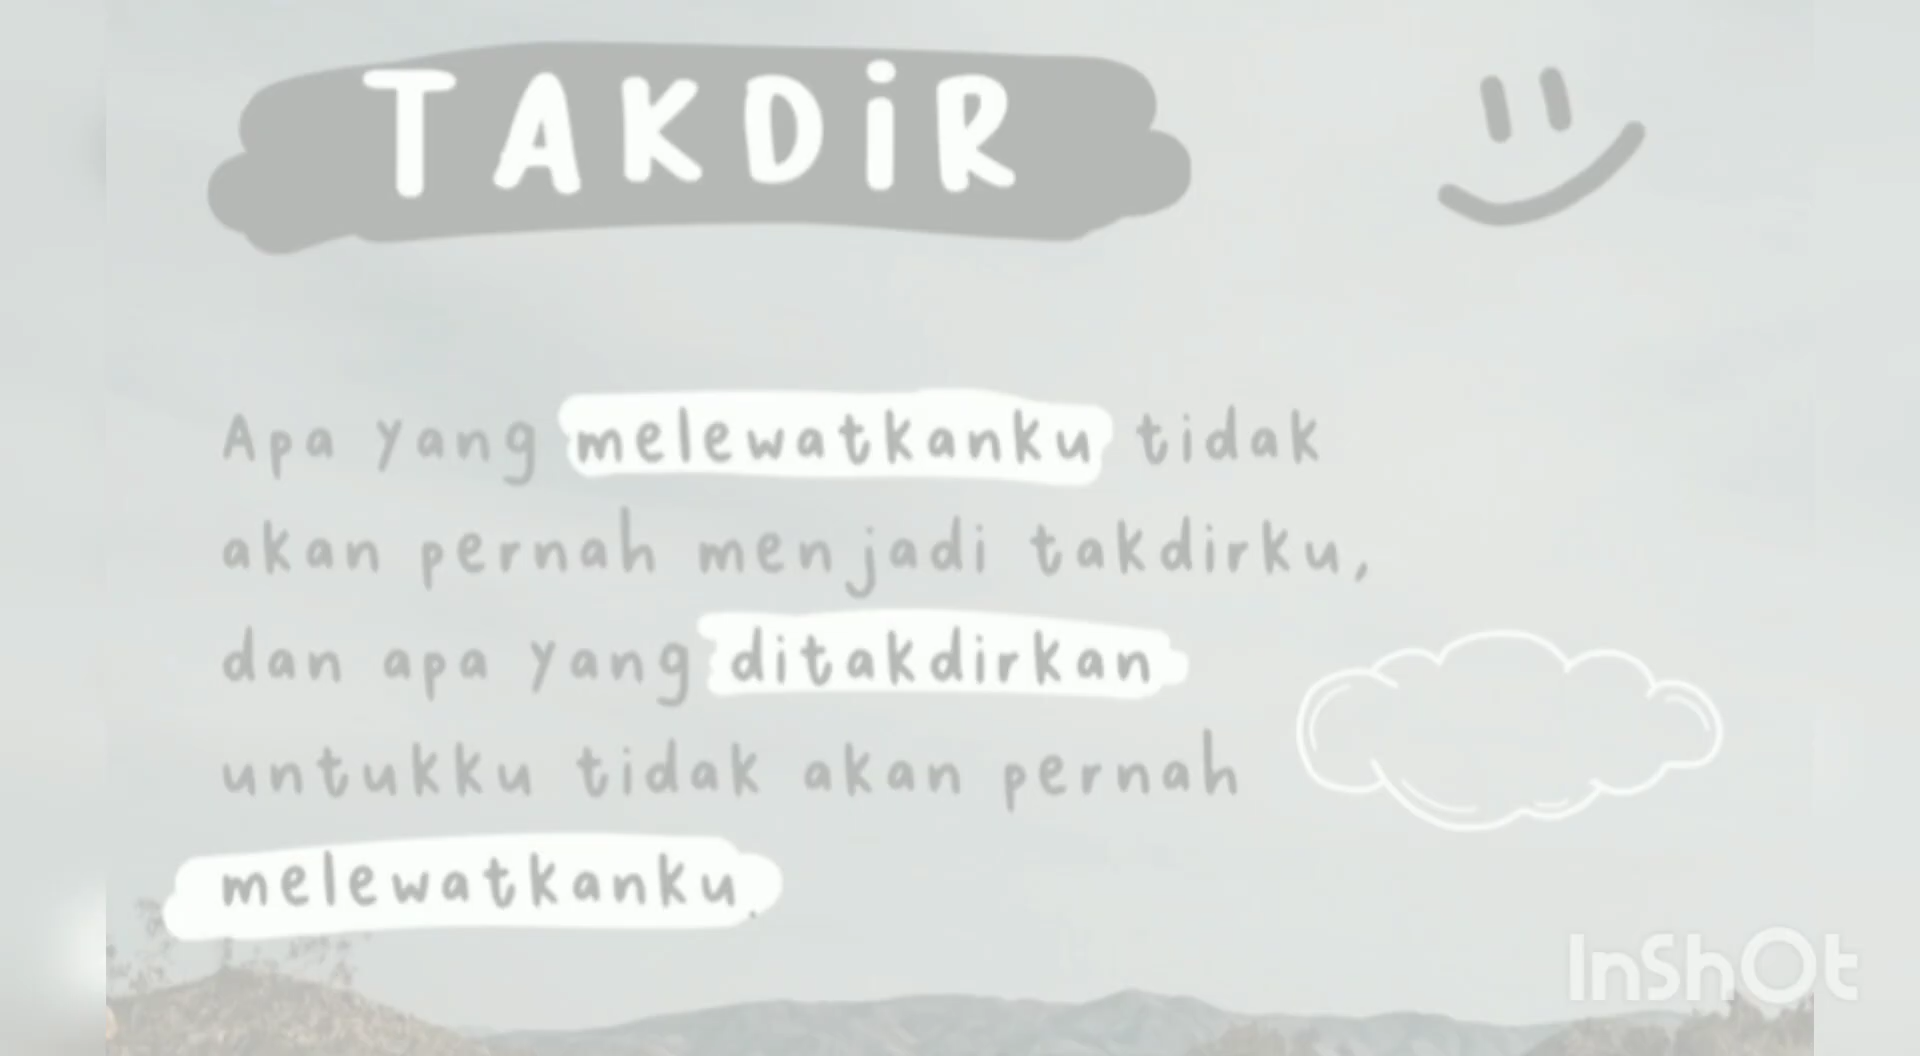 TAKDiR
Apa yang melewatkanku tidak
akan pernah menjadi takdirku,
dan apa yang ditakdirkan
untukku tidak akan pernah
melewatkanku.
InShOt